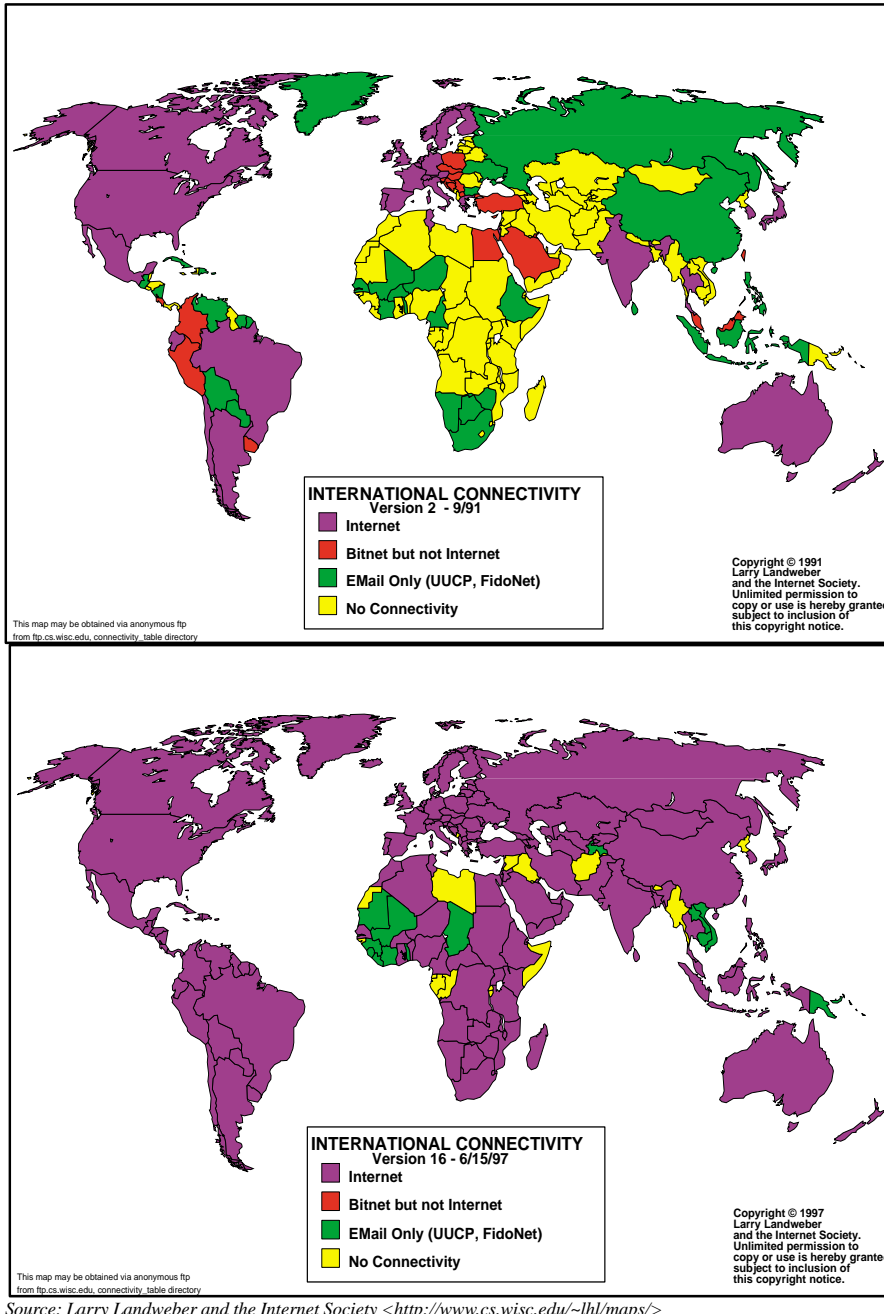 INTERNATIONAL CONNECTIVITY
Version 2 - 9/91
Internet
Bitnet but not Internet
EMail Only (UUCP, FidoNet)
No Connectivity
This map may be obtained via anonymous ftp
from ftp.cs.wisc.edu, connectivity_table directory
Copyright © 1991
Larry Landweber
and the Internet Society.
Unlimited permission to
copy or use is hereby granted
subject to inclusion of
this copyright notice.
INTERNATIONAL CONNECTIVITY
Version 16 - 6/15/97
Internet
Bitnet but not Internet
EMail Only (UUCP, FidoNet)
No Connectivity
This map may be obtained via anonymous ftp
from ftp.cs.wisc.edu, connectivity_table directory
Copyright © 1997
Larry Landweber
and the Internet Society.
Unlimited permission to
copy or use is hereby granted
subject to inclusion of
this copyright notice.
Source: Larry Landweber and the Internet Society <http://www.cs.wisc.edu/~lhl/maps/>